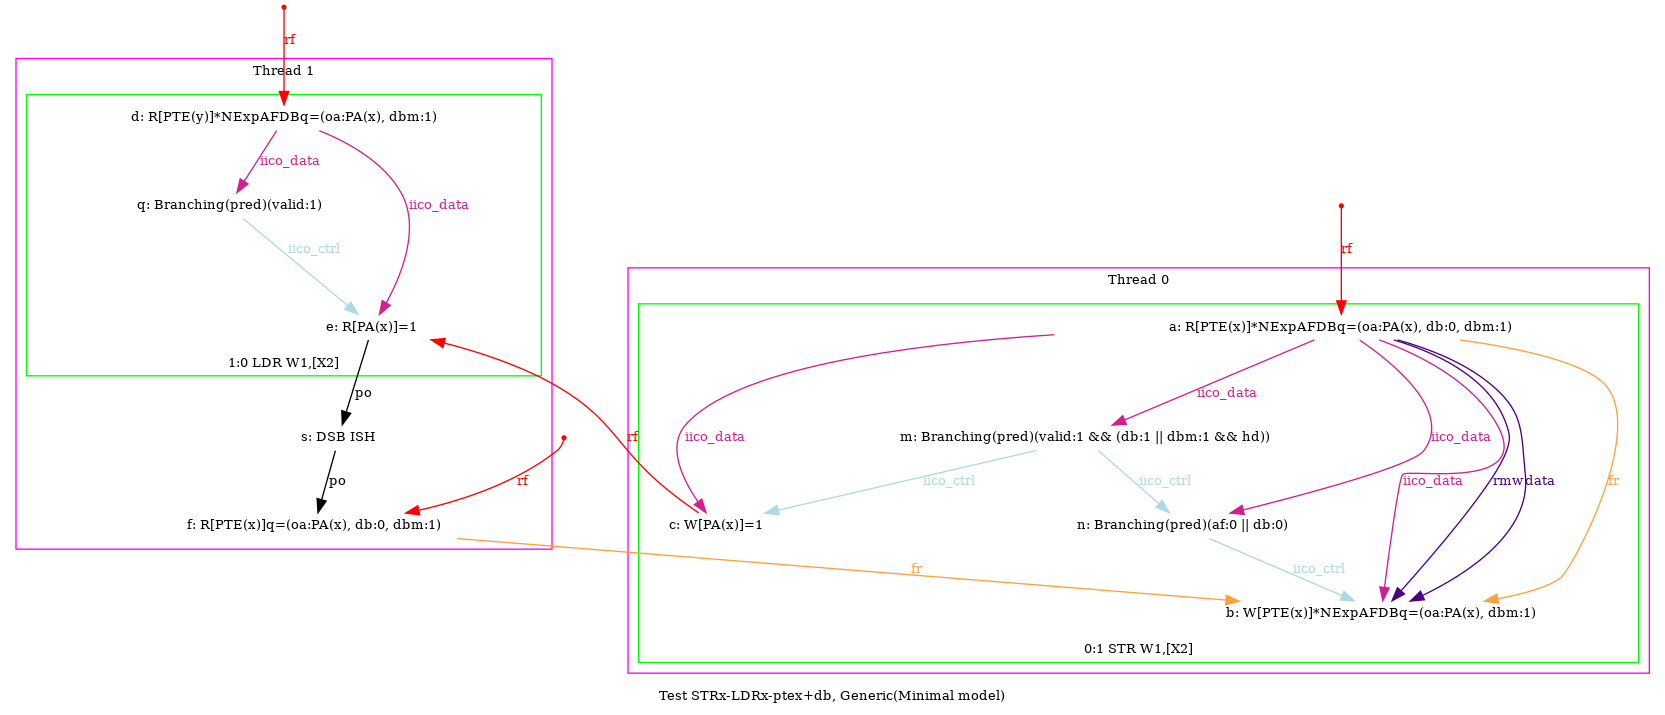 rf
Thread 1
d: R[PTE(y)]*NExpAFDBq=(oa:PA(x), dbm:1)
iico_data
q: Branching(pred)(valid:1)
iico_data
iico_ctrl
e: R[PA(x)]=1
1:0 LDR W1,[X2]
po
s: DSB ISH
po
rf
f: R[PTE(x)]q=(oa:PA(x), db:0, dbm:1)
rf
rf
Thread 0
a: R[PTE(x)]*NExpAFDBq=(oa:PA(x), db:0, dbm:1)
iico_data
iico_data
m: Branching(pred)(valid:1 && (db:1 || dbm:1 && hd))
iico_data
iico_ctrl
iico_ctrl
iico_data
rmw
data
fr
c: W[PA(x)]=1
n: Branching(pred)(af:0 || db:0)
fr
iico_ctrl
b: W[PTE(x)]*NExpAFDBq=(oa:PA(x), dbm:1)
0:1 STR W1,[X2]
Test STRx-LDRx-ptex+db, Generic(Minimal model)